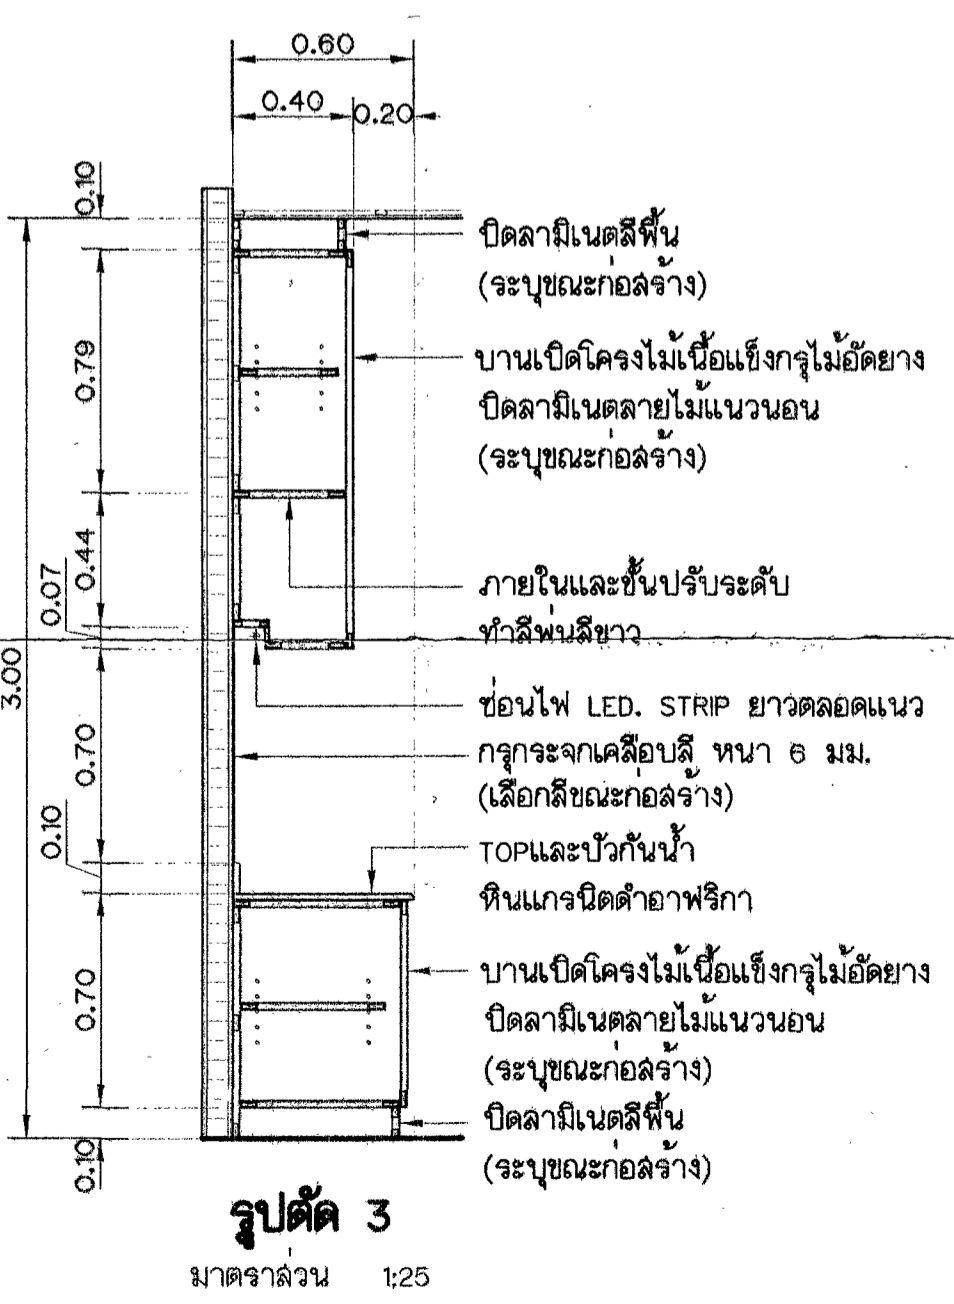 0.60
0.40
0.20
0.10
ปิดลามิเนตสีพื้น
(ระบุขณะก่อสร้าง)
0.79
บานเปิดโครงไม้เนื้อแข็งกรุไม้อัดยาง
ปิดลามิเนตลายไม้แนวนอน
(ระบุขณะก่อสร้าง)
0.44
0.07
ภายในและชั้นปรับระดับ
ทำสีพ่นสีขาว
3.00
0.70
ซ่อนไฟ LED. STRIP ยาวตลอดแนว
กรุกระจกเคลือบสี หนา 6 มม.
(เลือกสีขณะก่อสร้าง)
0.10
TOPและบัวกันน้ำ
หินแกรนิตดำอาฟริกา
0.70
บานเปิดโครงไม้เนื้อแข็งกรุไม้อัดยาง
ปิดลามิเนตลายไม้แนวนอน
(ระบุขณะก่อสร้าง)
ปิดลามิเนตสีพื้น
(ระบุขณะก่อสร้าง)
0.10
รูปตัด 3
มาตราส่วน 1:25